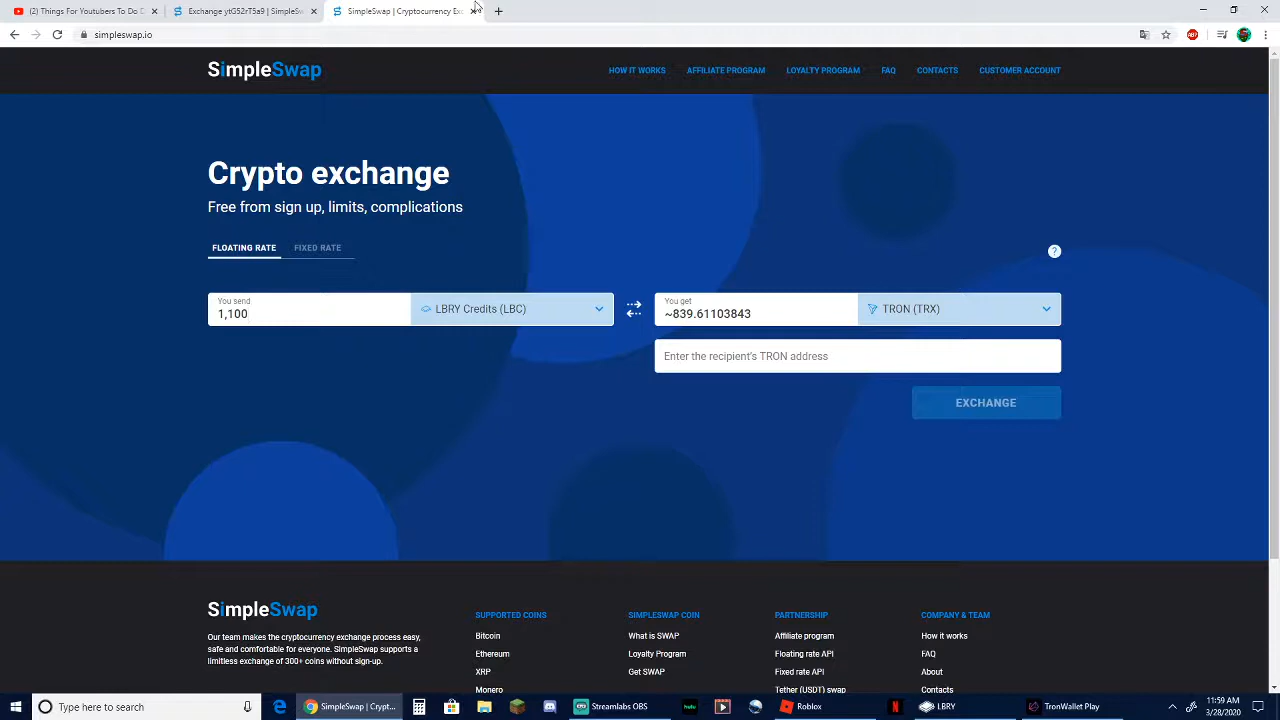 (2) Things For Youtubers To Do D
Exchange ytG5rT5a9 | SimpleSw
SimpleSwap | Cryptocurrency Exc
simpleswap.io
SimpleSwap
HOW IT WORKS
AFFILIATE PROGRAM
LOYALTY PROGRAM
FAQ
CONTACTS
CUSTOMER ACCOUNT
Crypto exchange
Free from sign up, limits, complications
FLOATING RATE
FIXED RATE
?
You send
1,100
LBRY Credits (LBC)
You get
~839.61103843
TRON (TRX)
Enter the recipient's TRON address
EXCHANGE
SimpleSwap
Our team makes the cryptocurrency exchange process easy,
safe and comfortable for everyone. SimpleSwap supports a
limitless exchange of 300+ coins without sign-up.
SUPPORTED COINS
Bitcoin
Ethereum
XRP
Monero
SIMPLESWAP COIN
What is SWAP
Loyalty Program
Get SWAP
PARTNERSHIP
Affiliate program
Floating rate API
Fixed rate API
Tether (USDT) swap
COMPANY & TEAM
How it works
FAQ
About
Contacts
Type here to search
SimpleSwap | Crypt...
Streamlabs OBS
hulu
Roblox
N
LBRY
TronWallet Play
11:59 AM
3/28/2020